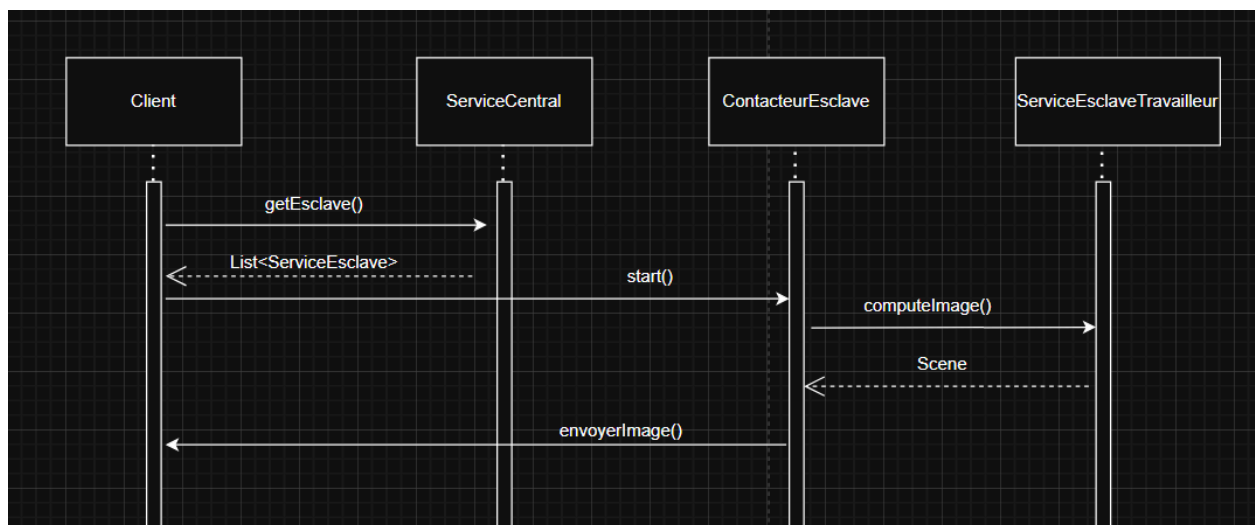 Client
ServiceCentral
ContacteurEsclave
ServiceEsclaveTravailleur
getEsclave()
List<ServiceEsclave>
start()
computeImage()
Scene
envoyerImage()